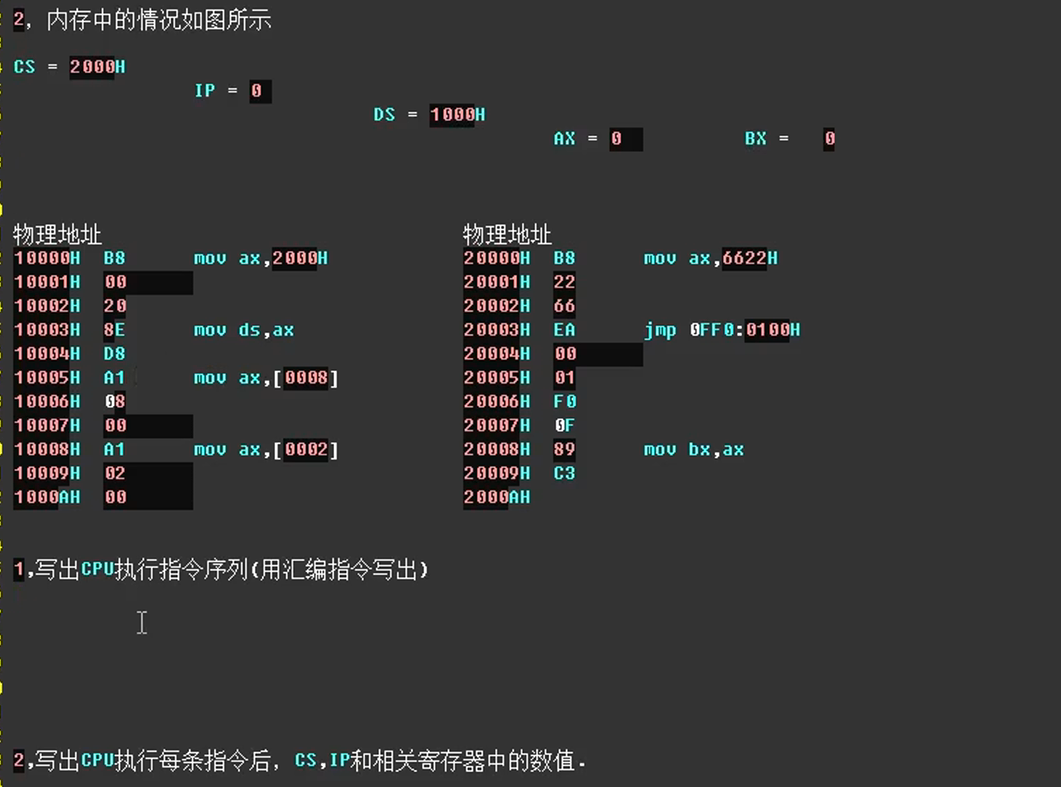 2, 内存中的情况如图所示
CS = 2000H
IP = 0
DS = 1000H
AX = 0 BX = 0
物理地址 物理地址
10000H B8 mov ax,2000H 20000H B8 mov ax,6622H
10001H 00 20001H 22
10002H 20 20002H 66
10003H 8E mov ds,ax 20003H EA jmp 0FF0:0100H
10004H D8 20004H 00
10005H A1 mov ax,[0008] 20005H 01
10006H 08 20006H F0
10007H 00 20007H 0F
10008H A1 mov ax,[0002] 20008H 89 mov bx,ax
10009H 02 20009H C3
1000AH 00 2000AH
1,写出CPU执行指令序列(用汇编指令写出)
2,写出CPU执行每条指令后，CS,IP和相关寄存器中的数值.